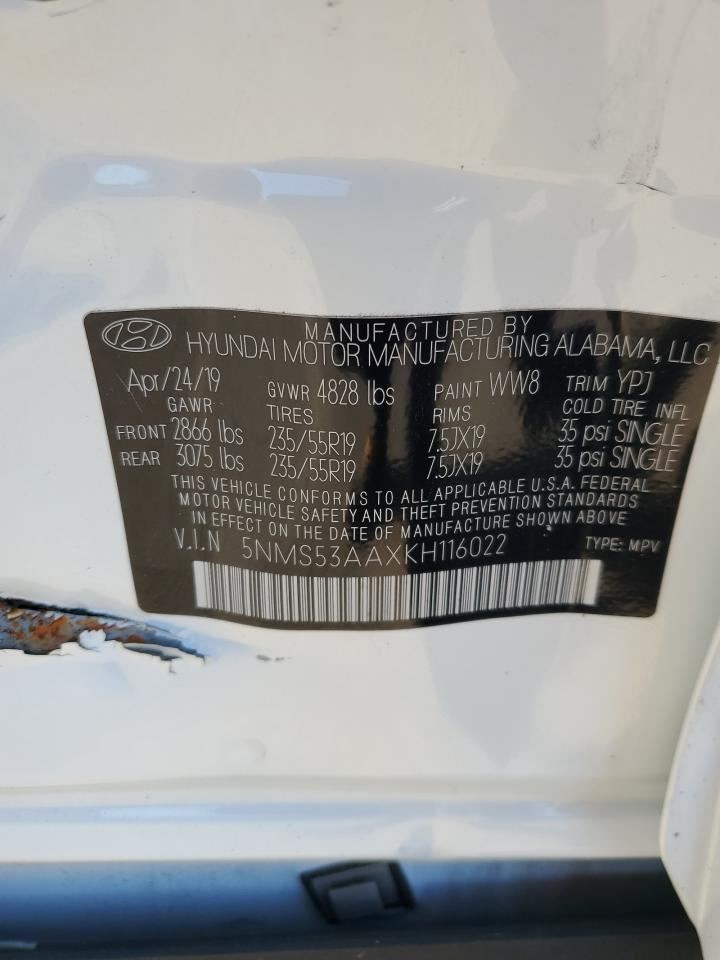 MANUFACTURED BY
HYUNDAI MOTOR MANUFACTURING ALABAMA, LLC
Apr/24/19 GVWR 4828 lbs PAINT WW8 TRIM YPJ
GAWR TIRES RIMS COLD TIRE INFL
FRONT 2866 lbs 235/55R19 7.5JX19 35 psi SINGLE
REAR 3075 lbs 235/55R19 7.5JX19 35 psi SINGLE
THIS VEHICLE CONFORMS TO ALL APPLICABLE U.S.A. FEDERAL
MOTOR VEHICLE SAFETY AND THEFT PREVENTION STANDARDS
IN EFFECT ON THE DATE OF MANUFACTURE SHOWN ABOVE
V.I.N 5NMS53AAXKH116022 TYPE: MPV